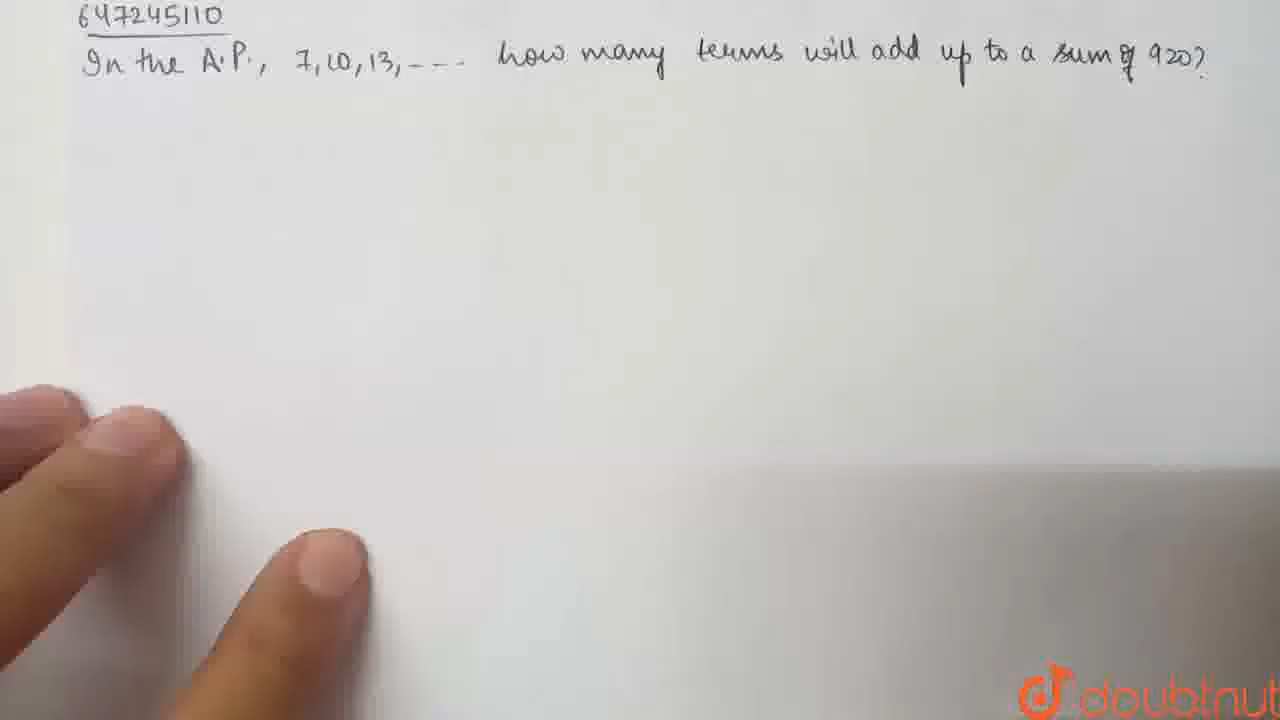 647245110
In the A.P., 7,10,13,---- how many terms will add up to a sum of 920?
doubtnut